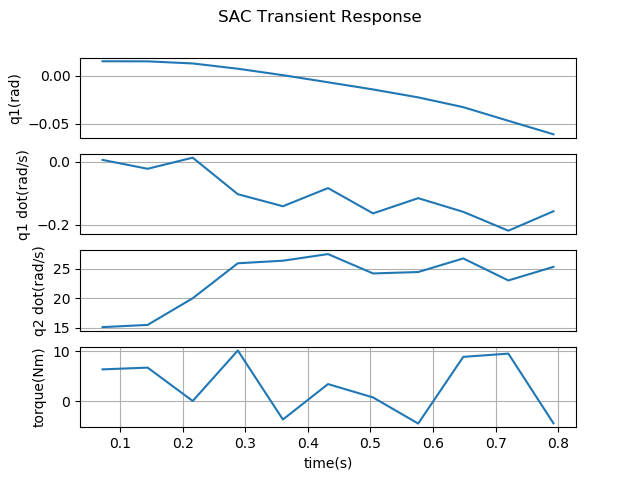 SAC Transient Response
q1(rad)
0.00
−0.05
q1 dot(rad/s)
0.0
−0.2
q2 dot(rad/s)
25
20
15
torque(Nm)
10
0
0.1 0.2 0.3 0.4 0.5 0.6 0.7 0.8
time(s)